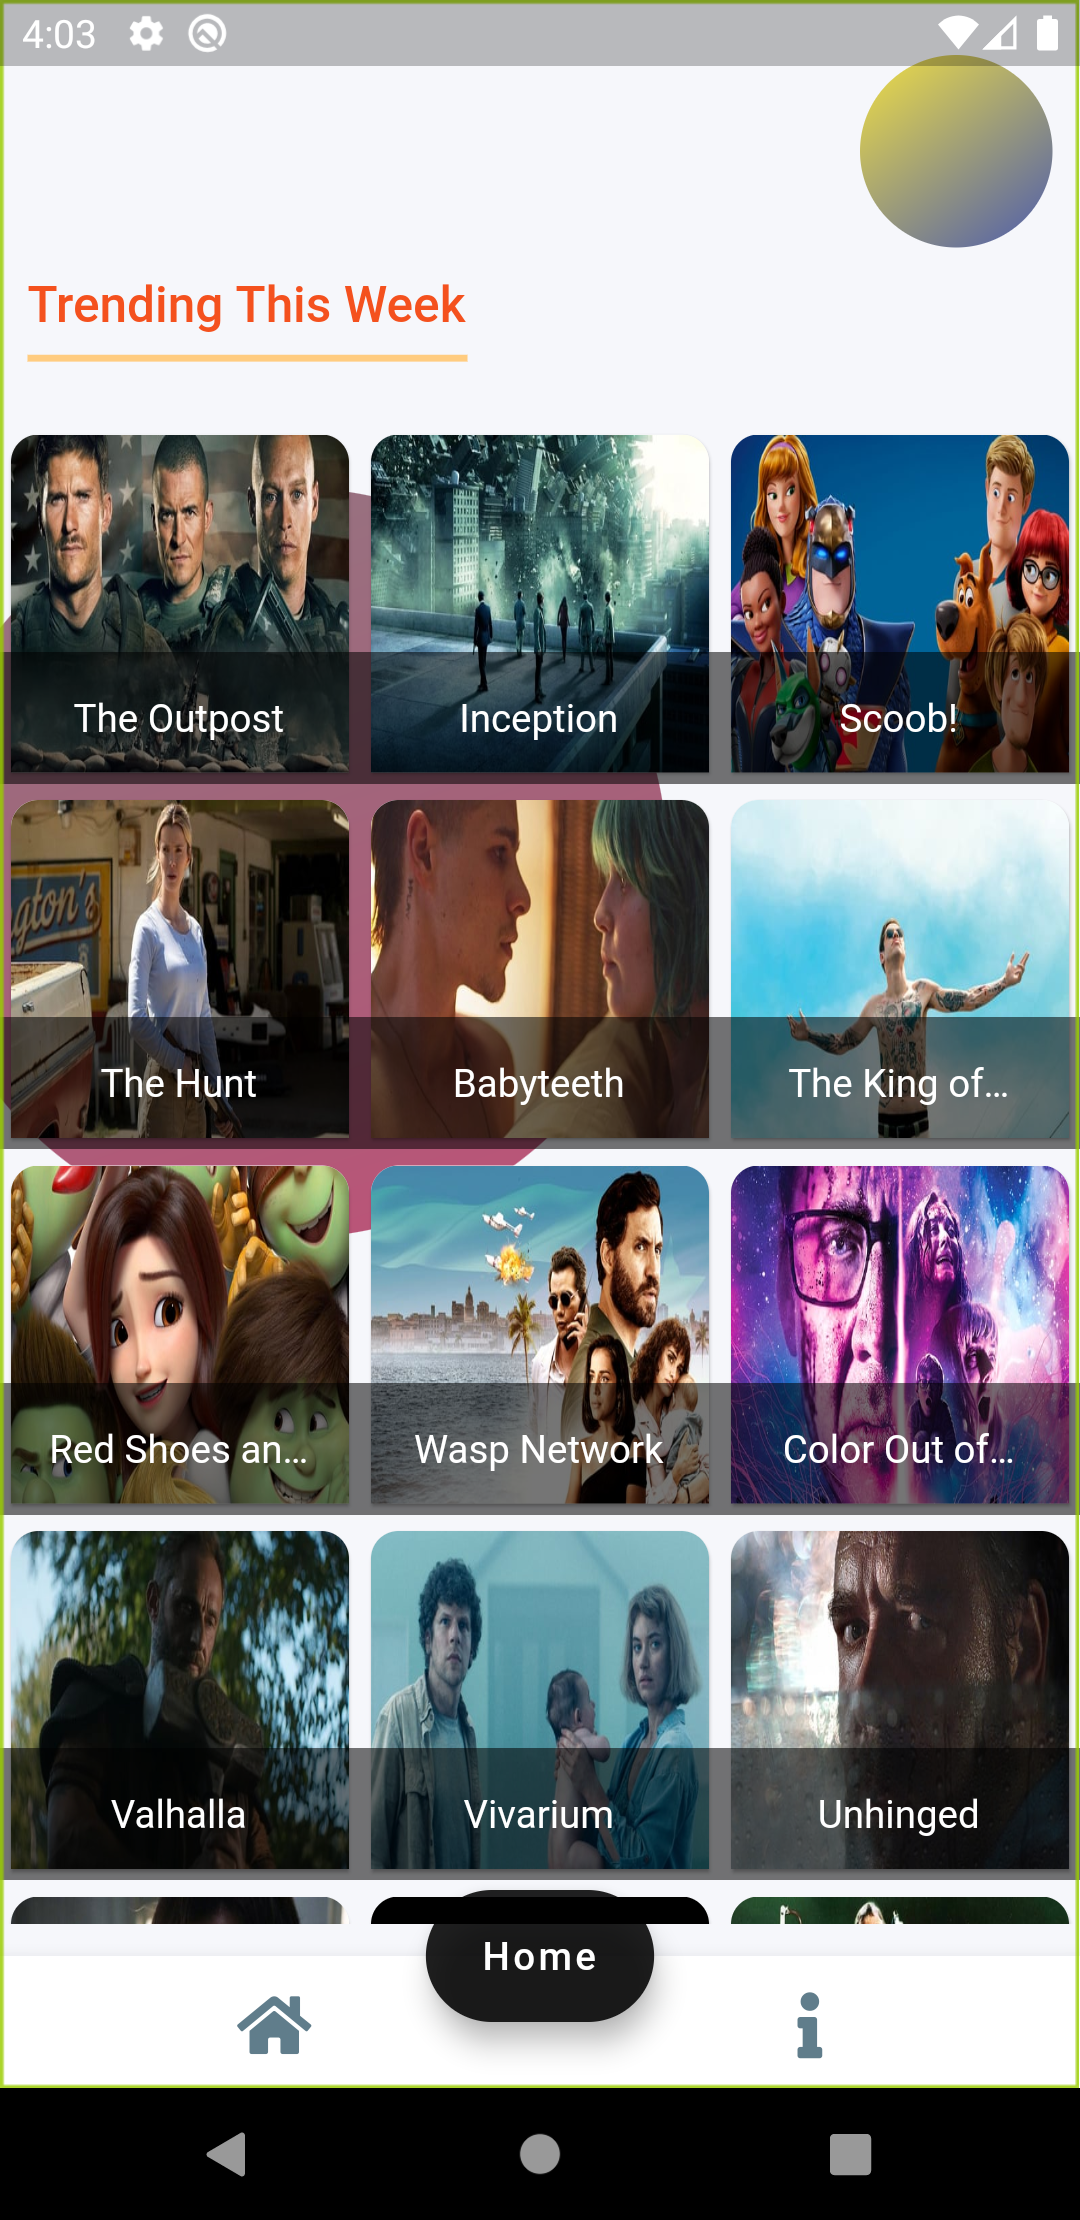 4:03
Trending This Week
The Outpost
Inception
Scoob!
gton's
The Hunt
Babyteeth
The King of...
Red Shoes an...
Wasp Network
Color Out of...
Valhalla
Vivarium
Unhinged
Home